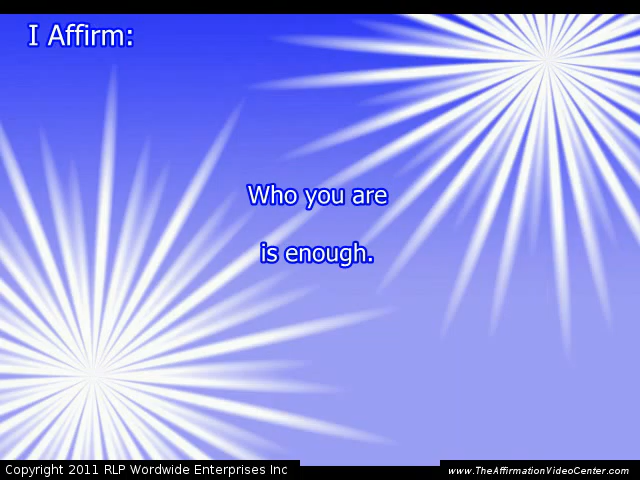 I Affirm:
Who you are
is enough.
Copyright 2011 RLP Wordwide Enterprises Inc
www.TheAffirmationVideoCenter.com